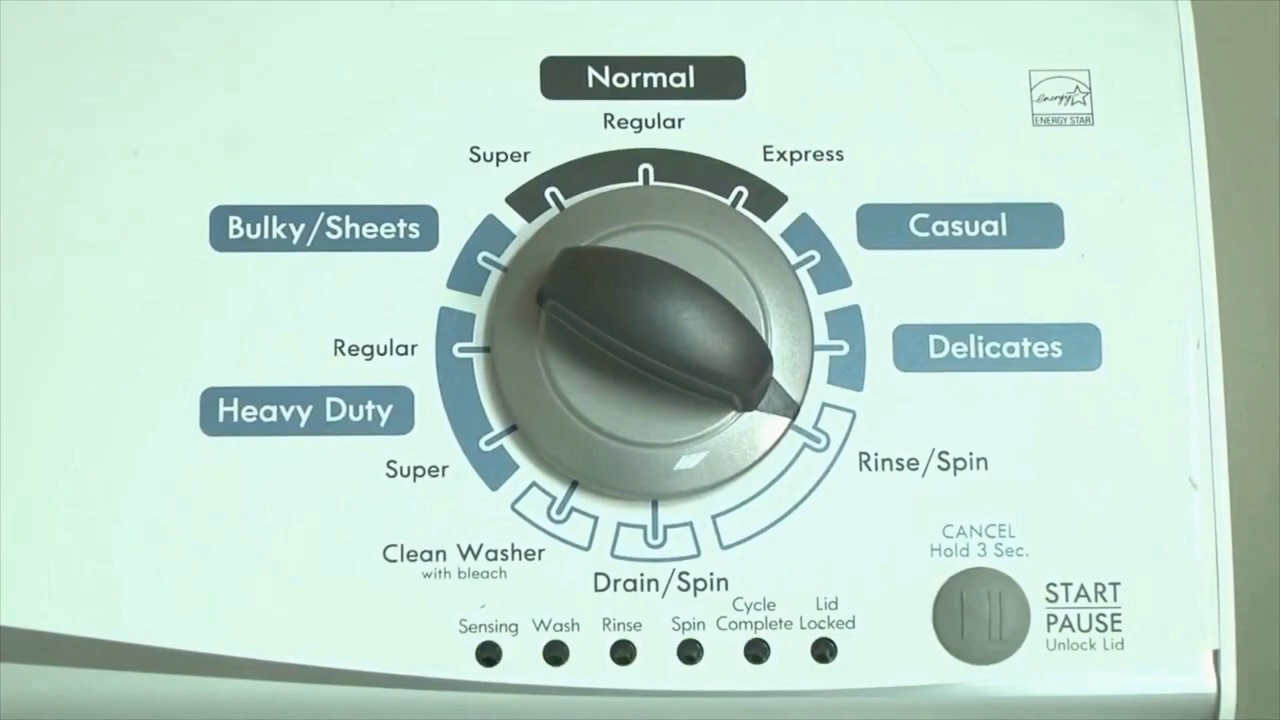 Normal
Regular
Super
Express
energy
ENERGY STAR
Bulky/Sheets
Casual
Regular
Delicates
Heavy Duty
Super
Rinse/Spin
Clean Washer
with bleach
Drain/Spin
CANCEL
Hold 3 Sec.
START
PAUSE
Unlock Lid
Sensing
Wash
Rinse
Spin
Cycle
Complete
Lid
Locked